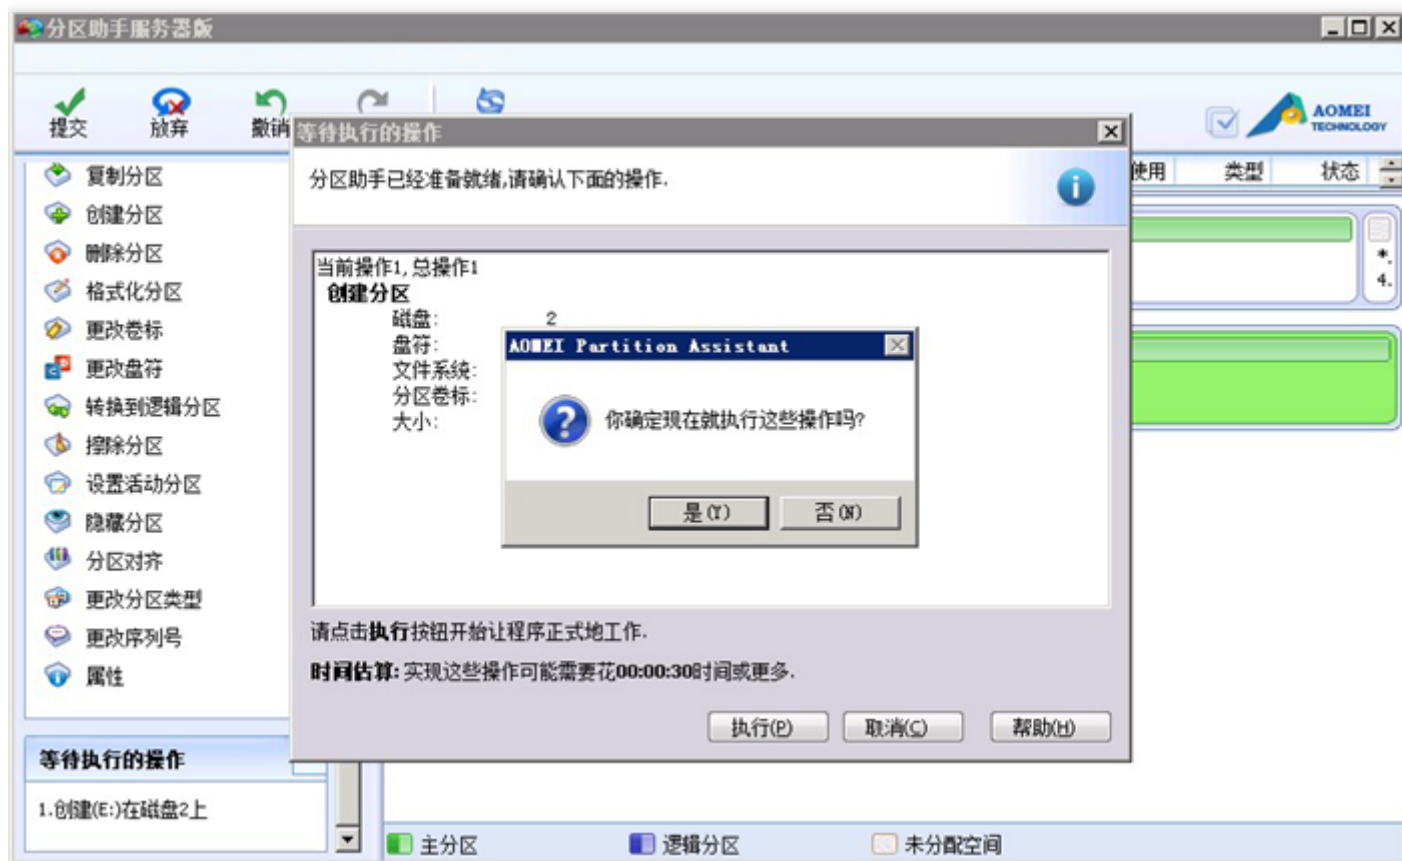 分区助手服务器版
提交
放弃
撤销
AOMEI
TECHNOLOGY
等待执行的操作
分区助手已经准备就绪,请确认下面的操作.
使用
类型
状态
复制分区
创建分区
删除分区
格式化分区
更改卷标
更改盘符
转换到逻辑分区
擦除分区
设置活动分区
隐藏分区
分区对齐
更改分区类型
更改序列号
属性
当前操作1,总操作1
创建分区
磁盘: 2
盘符:
文件系统:
分区卷标:
大小:
AOMEI Partition Assistant
你确定现在就执行这些操作吗?
是(Y)
否(N)
*.
4.
请点击执行按钮开始让程序正式地工作.
时间估算: 实现这些操作可能需要花00:00:30时间或更多.
执行(P)
取消(C)
帮助(H)
等待执行的操作
1.创建(E:)在磁盘2上
主分区
逻辑分区
未分配空间